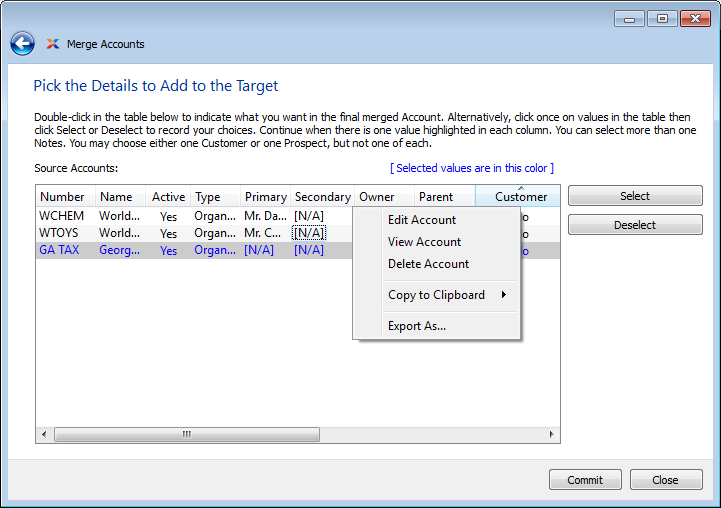 Merge Accounts
Pick the Details to Add to the Target
Double-click in the table below to indicate what you want in the final merged Account. Alternatively, click once on values in the table then
click Select or Deselect to record your choices. Continue when there is one value highlighted in each column. You can select more than one
Notes. You may choose either one Customer or one Prospect, but not one of each.
Source Accounts: [ Selected values are in this color ]
Number Name Active Type Primary Secondary Owner Parent Customer
WCHEM World... Yes Organ... Mr. Da... [N/A]
WTOYS World... Yes Organ... Mr. C... [N/A]
GA TAX Georg... Yes Organ... [N/A] [N/A]
Edit Account
View Account
Delete Account
Copy to Clipboard
Export As...
Select
Deselect
Commit Close